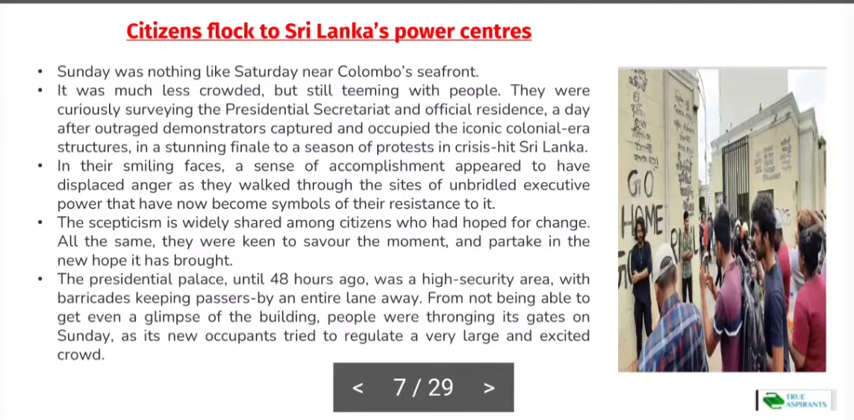 Citizens flock to Sri Lanka's power centres
• Sunday was nothing like Saturday near Colombo's seafront.
• It was much less crowded, but still teeming with people. They were
curiously surveying the Presidential Secretariat and official residence, a day
after outraged demonstrators captured and occupied the iconic colonial-era
structures, in a stunning finale to a season of protests in crisis-hit Sri Lanka.
• In their smiling faces, a sense of accomplishment appeared to have
displaced anger as they walked through the sites of unbridled executive
power that have now become symbols of their resistance to it.
• The scepticism is widely shared among citizens who had hoped for change.
All the same, they were keen to savour the moment, and partake in the
new hope it has brought.
• The presidential palace, until 48 hours ago, was a high-security area, with
barricades keeping passers-by an entire lane away. From not being able to
get even a glimpse of the building, people were thronging its gates on
Sunday, as its new occupants tried to regulate a very large and excited
crowd.
GO
HOME
< 7 / 29 >
TRUE
ASPIRANTS